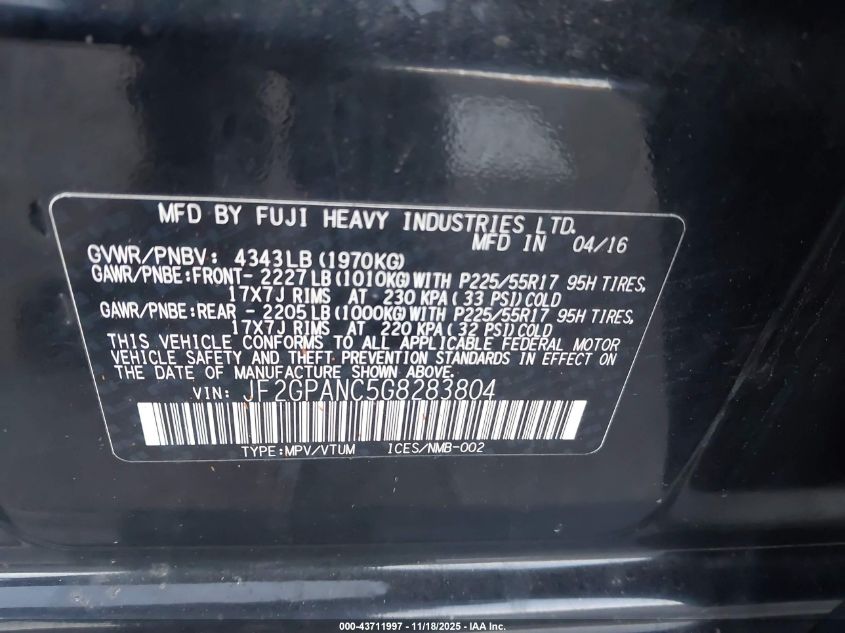 MFD BY FUJI HEAVY INDUSTRIES LTD.
MFD IN 04/16
GVWR/PNBV: 4343LB (1970KG)
GAWR/PNBE:FRONT- 2227LB(1010KG)WITH P225/55R17 95H TIRES,
17X7J RIMS AT 230 KPA( 33 PSI)COLD
GAWR/PNBE:REAR - 2205LB(1000KG)WITH P225/55R17 95H TIRES,
17X7J RIMS AT 220 KPA( 32 PSI)COLD
THIS VEHICLE CONFORMS TO ALL APPLICABLE FEDERAL MOTOR
VEHICLE SAFETY AND THEFT PREVENTION STANDARDS IN EFFECT ON
THE DATE OF MANUFACTURE SHOWN ABOVE.
VIN: JF2GPANC5G8283804
TYPE:MPV/VTUM ICES/NMB-002
000-43711997 - 11/18/2025 - IAA Inc.